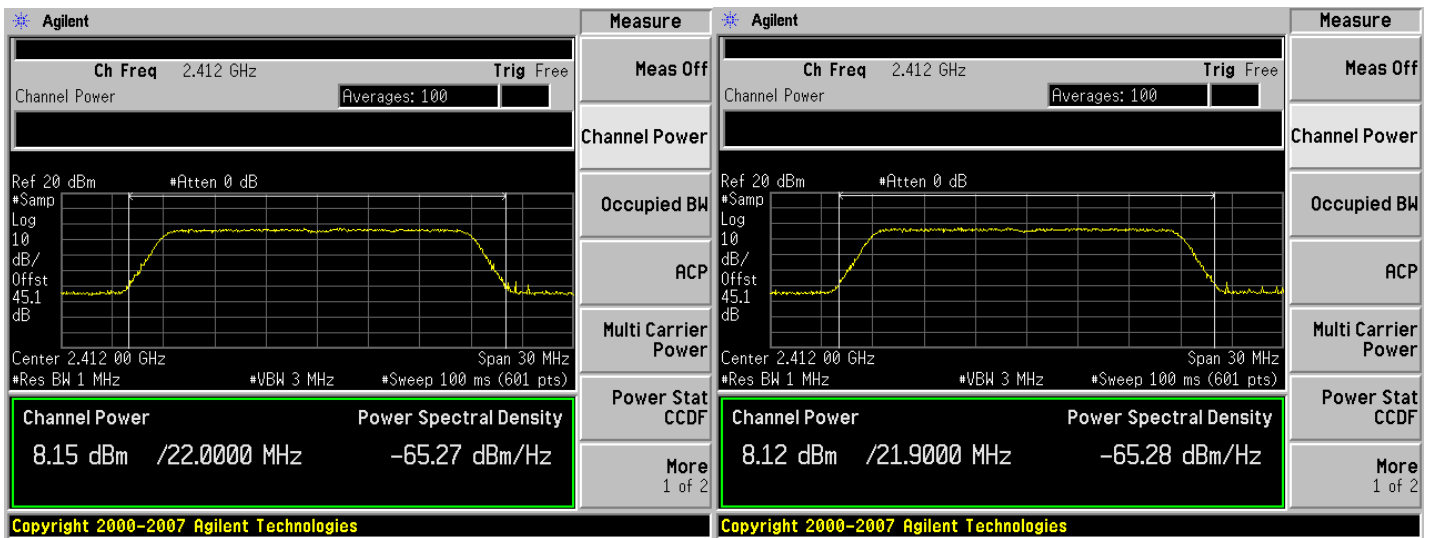 Agilent
Measure
Ch Freq 2.412 GHz Trig Free
Meas Off
Channel Power Averages: 100
Channel Power
Ref 20 dBm #Atten 0 dB
#Samp
Log
10
dB/
Offst
45.1
dB
Occupied BW
ACP
Multi Carrier
Power
Center 2.412 00 GHz Span 30 MHz
#Res BW 1 MHz #VBW 3 MHz #Sweep 100 ms (601 pts)
Power Stat
CCDF
Channel Power Power Spectral Density
8.15 dBm /22.0000 MHz -65.27 dBm/Hz
More
1 of 2
Copyright 2000-2007 Agilent Technologies
Agilent
Measure
Ch Freq 2.412 GHz Trig Free
Meas Off
Channel Power Averages: 100
Channel Power
Ref 20 dBm #Atten 0 dB
#Samp
Log
10
dB/
Offst
45.1
dB
Occupied BW
ACP
Multi Carrier
Power
Center 2.412 00 GHz Span 30 MHz
#Res BW 1 MHz #VBW 3 MHz #Sweep 100 ms (601 pts)
Power Stat
CCDF
Channel Power Power Spectral Density
8.12 dBm /21.9000 MHz -65.28 dBm/Hz
More
1 of 2
Copyright 2000-2007 Agilent Technologies